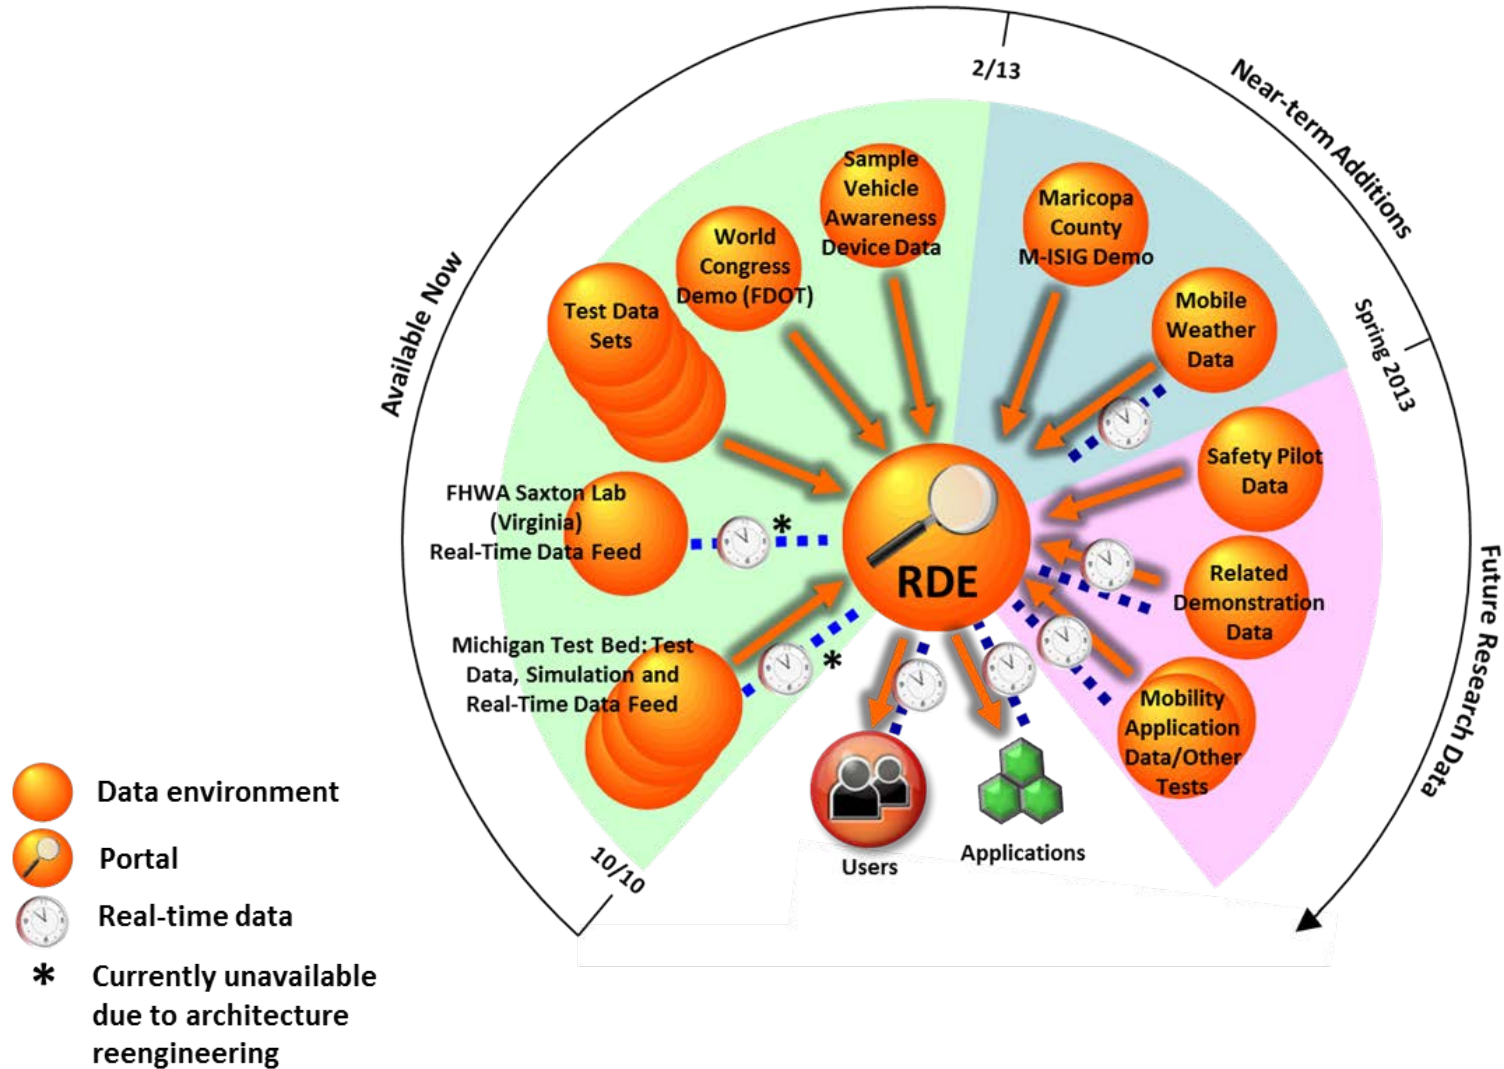 2/13
Near-term Additions
Spring 2013
Available Now
Future Research Data
10/10
Sample
Vehicle
Awareness
Device Data
World
Congress
Demo (FDOT)
Test Data
Sets
FHWA Saxton Lab
(Virginia)
Real-Time Data Feed
*
Michigan Test Bed: Test
Data, Simulation and
Real-Time Data Feed
*
Maricopa
County
M-ISIG Demo
Mobile
Weather
Data
Safety Pilot
Data
Related
Demonstration
Data
Mobility
Application
Data/Other
Tests
RDE
Users
Applications
Data environment
Portal
Real-time data
* Currently unavailable
due to architecture
reengineering